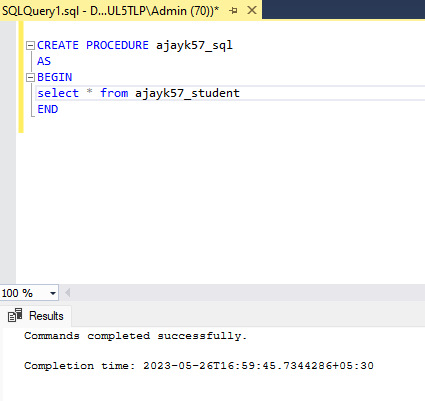 SQLQuery1.sql - D...UL5TLP\Admin (70))*
CREATE PROCEDURE ajayk57_sql
AS
BEGIN
select * from ajayk57_student
END
100 %
Results
Commands completed successfully.
Completion time: 2023-05-26T16:59:45.7344286+05:30